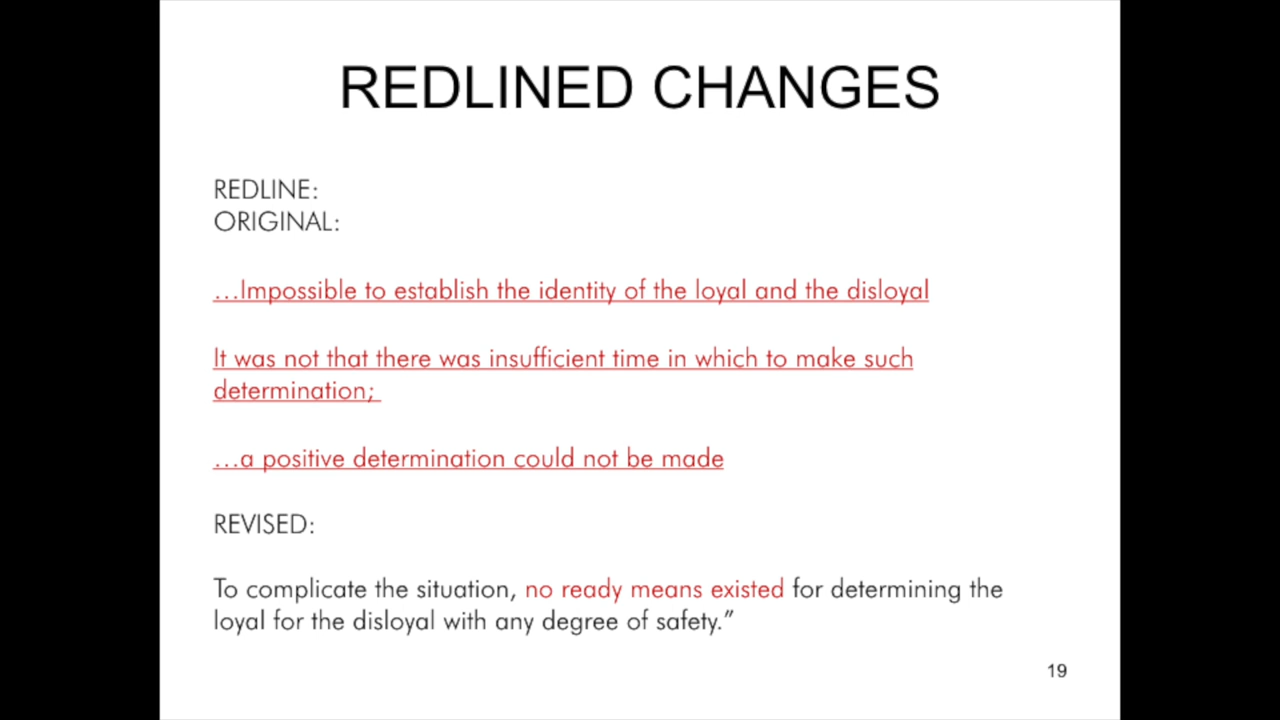 REDLINED CHANGES
REDLINE:
ORIGINAL:
…Impossible to establish the identity of the loyal and the disloyal
It was not that there was insufficient time in which to make such
determination;
…a positive determination could not be made
REVISED:
To complicate the situation, no ready means existed for determining the
loyal for the disloyal with any degree of safety.”
19